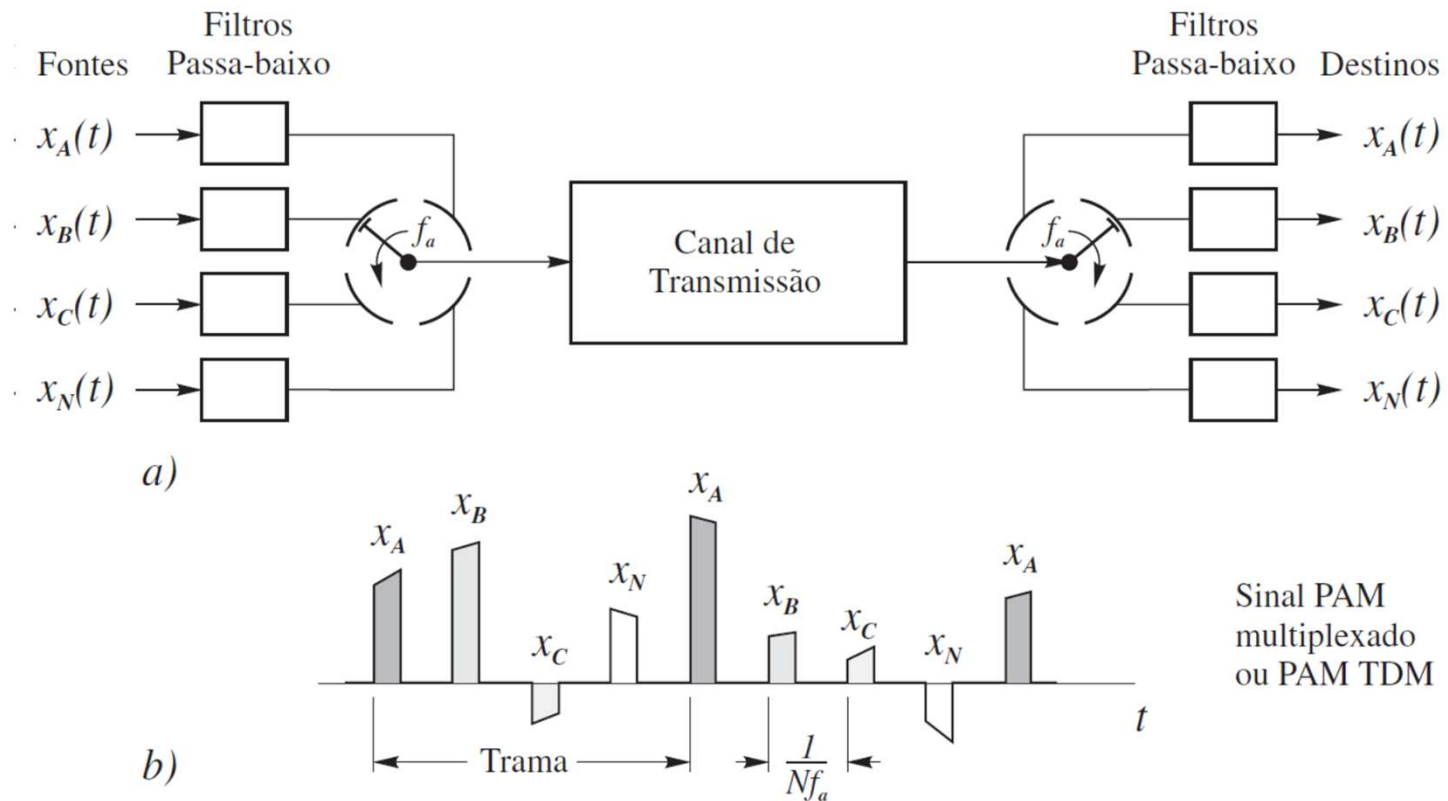 Filtros
Fontes Passa-baixo
Filtros
Passa-baixo Destinos
x_A(t)
x_B(t)
x_C(t)
x_N(t)
f_a
Canal de
Transmissão
f_a
x_A(t)
x_B(t)
x_C(t)
x_N(t)
a)
x_A
x_B
x_C
x_N
x_A
x_B
x_C
x_N
x_A
Sinal PAM
multiplexado
ou PAM TDM
t
b)
Trama
1
Nf_a